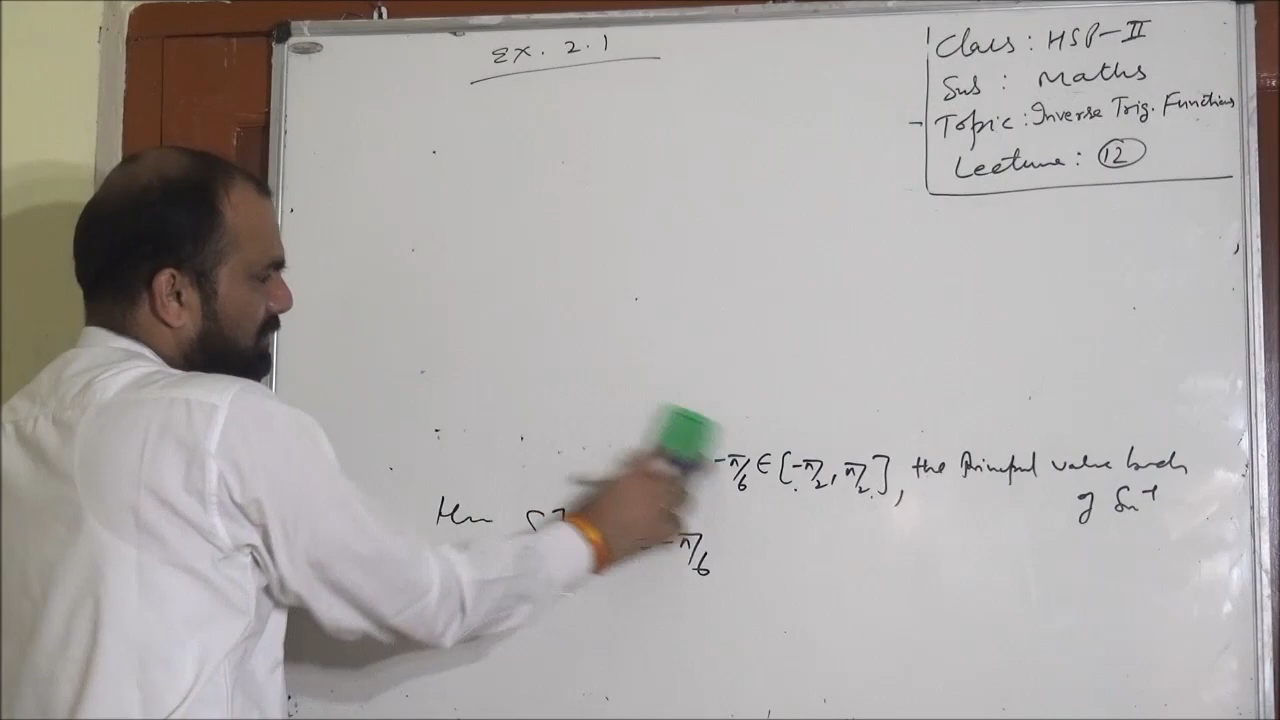 Ex. 2.1
Class : HSP-II
Sub : Maths
Topic : Inverse Trig. Functions
Lecture : 12
-π/6 ∈ [-π/2, π/2], the Principal value branch
of Sin⁻¹
-π/6